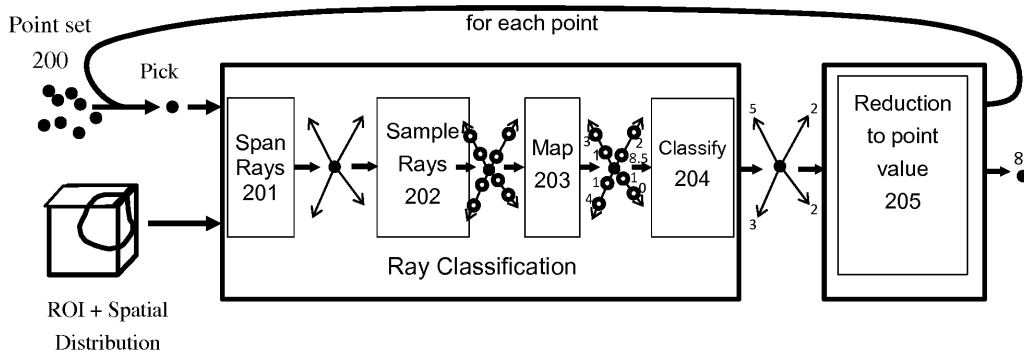 for each point
Point set
200
Pick
Span
Rays
201
Sample
Rays
202
Map
203
3
2
1
8.5
1
1
0
4
Classify
204
5
2
3
2
Reduction
to point
value
205
8
Ray Classification
ROI + Spatial
Distribution